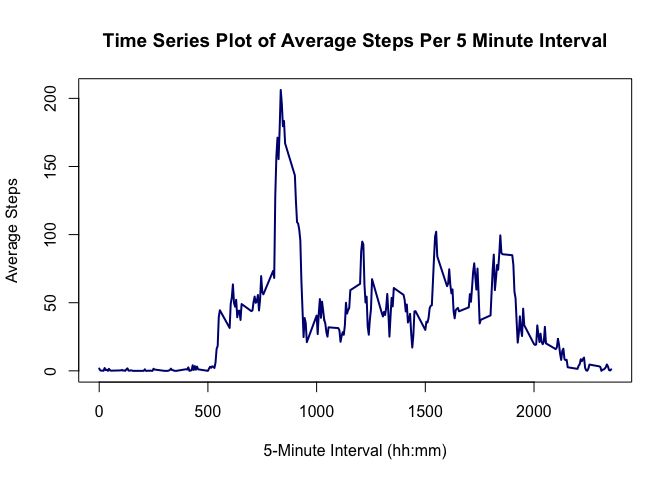 Time Series Plot of Average Steps Per 5 Minute Interval
Average Steps
200
150
100
50
0
0 500 1000 1500 2000
5-Minute Interval (hh:mm)